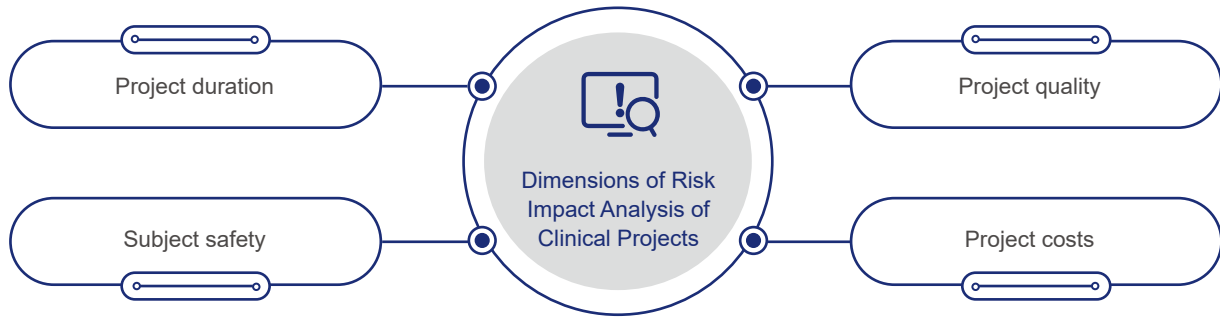 Project duration
Project quality
Dimensions of Risk
Impact Analysis of
Clinical Projects
Subject safety
Project costs